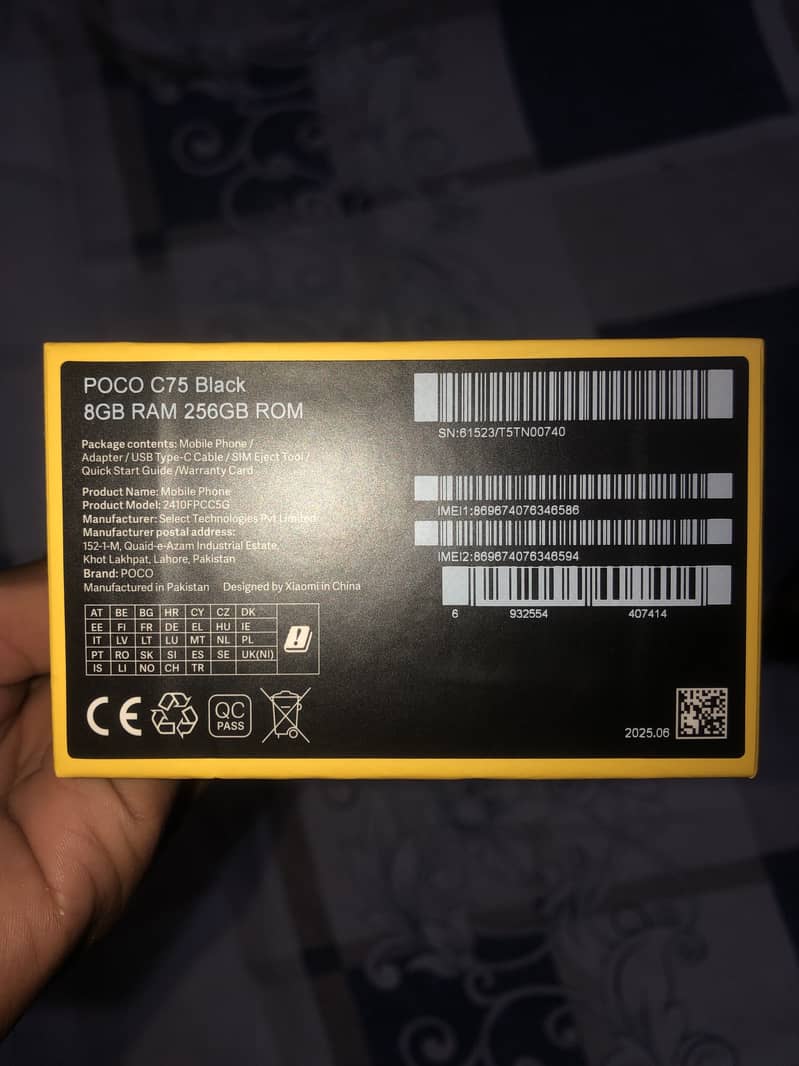 POCO C75 Black
8GB RAM 256GB ROM
Package contents: Mobile Phone /
Adapter / USB Type-C Cable / SIM Eject Tool /
Quick Start Guide /Warranty Card
Product Name: Mobile Phone
Product Model: 2410FPCC5G
Manufacturer: Select Technologies Pvt Limited
Manufacturer postal address:
152-1-M, Quaid-e-Azam Industrial Estate,
Khot Lakhpat, Lahore, Pakistan
Brand: POCO
Manufactured in Pakistan Designed by Xiaomi in China
AT BE BG HR CY CZ DK
EE FI FR DE EL HU IE
IT LV LT LU MT NL PL
PT RO SK SI ES SE UK(NI)
IS LI NO CH TR
CE
QC
PASS
SN:61523/T5TN00740
IMEI1:869674076346586
IMEI2:869674076346594
6 932554 407414
2025.06